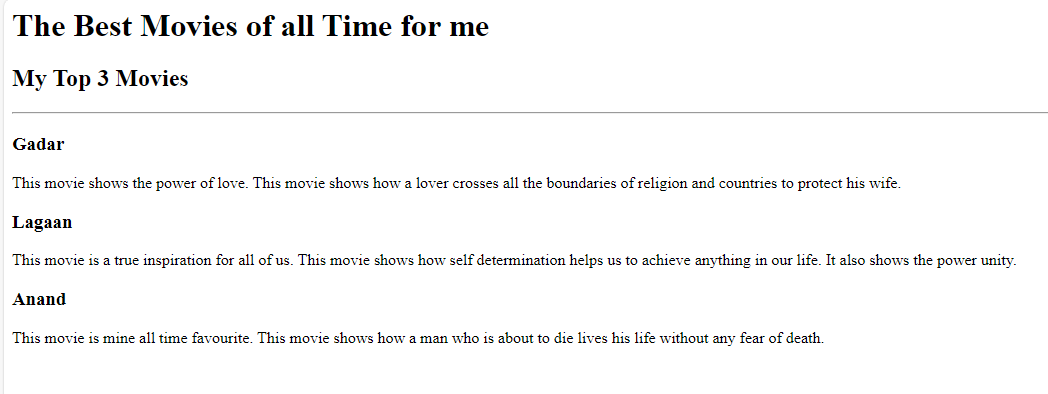 The Best Movies of all Time for me
My Top 3 Movies
Gadar
This movie shows the power of love. This movie shows how a lover crosses all the boundaries of religion and countries to protect his wife.
Lagaan
This movie is a true inspiration for all of us. This movie shows how self determination helps us to achieve anything in our life. It also shows the power unity.
Anand
This movie is mine all time favourite. This movie shows how a man who is about to die lives his life without any fear of death.